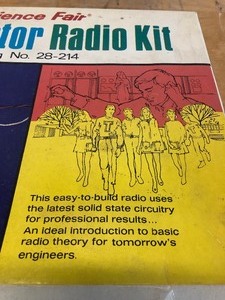 ience Fair®
tor Radio Kit
g No. 28-214
This easy-to-build radio uses
the latest solid state circuitry
for professional results...
An ideal introduction to basic
radio theory for tomorrow's
engineers.